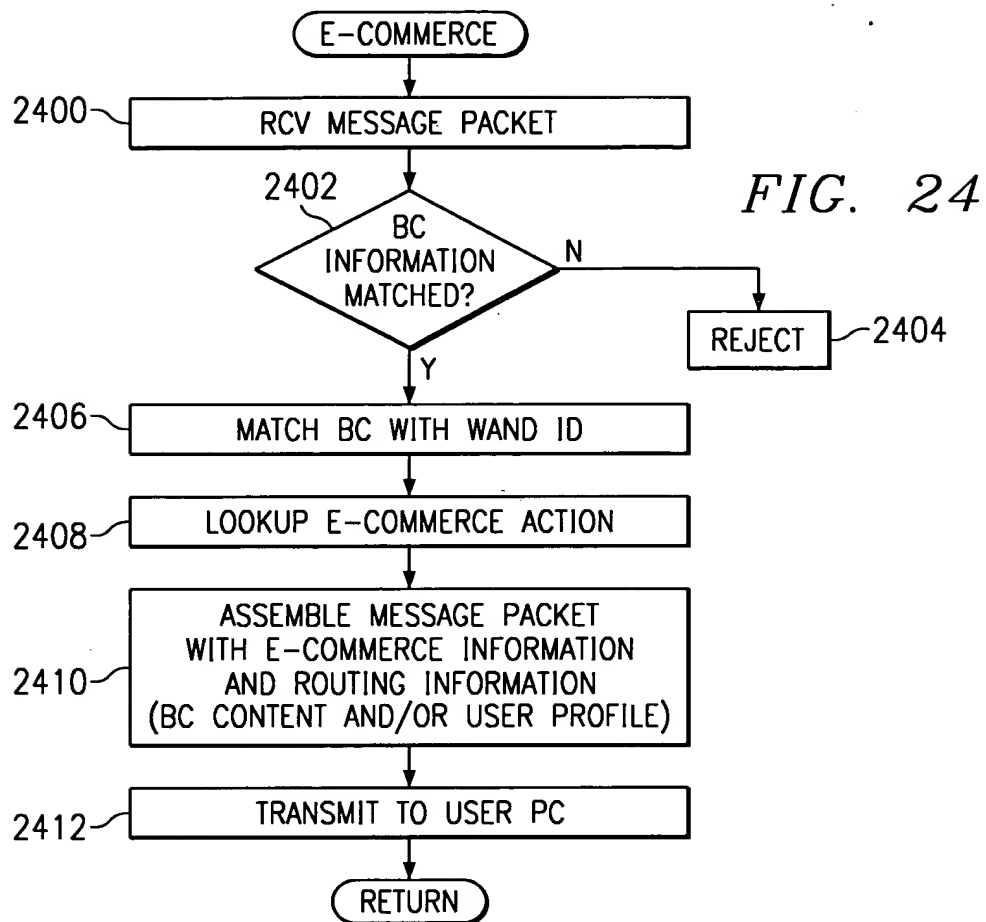 E-COMMERCE
2400
RCV MESSAGE PACKET
2402
BC
INFORMATION
MATCHED?
N
FIG. 24
REJECT
2404
Y
2406
MATCH BC WITH WAND ID
2408
LOOKUP E-COMMERCE ACTION
2410
ASSEMBLE MESSAGE PACKET
WITH E-COMMERCE INFORMATION
AND ROUTING INFORMATION
(BC CONTENT AND/OR USER PROFILE)
2412
TRANSMIT TO USER PC
RETURN